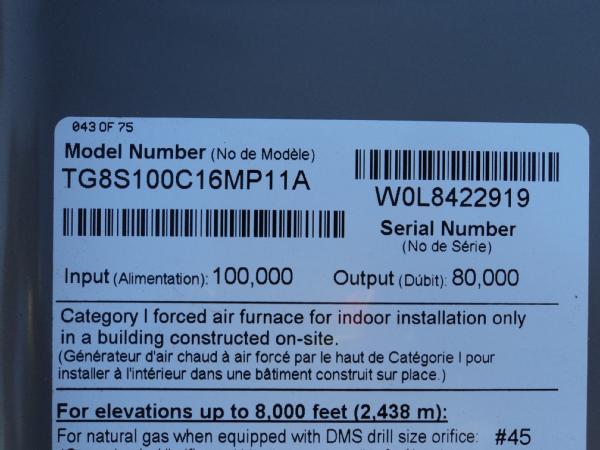 043 OF 75
Model Number (No de Modèle)
TG8S100C16MP11A
W0L8422919
Serial Number
(No de Série)
Input (Alimentation): 100,000 Output (Dúbit): 80,000
Category I forced air furnace for indoor installation only
in a building constructed on-site.
(Générateur d'air chaud à air forcé par le haut de Catégorie I pour
installer à l'intérieur dans une bâtiment construit sur place.)
For elevations up to 8,000 feet (2,438 m):
For natural gas when equipped with DMS drill size orifice: #45